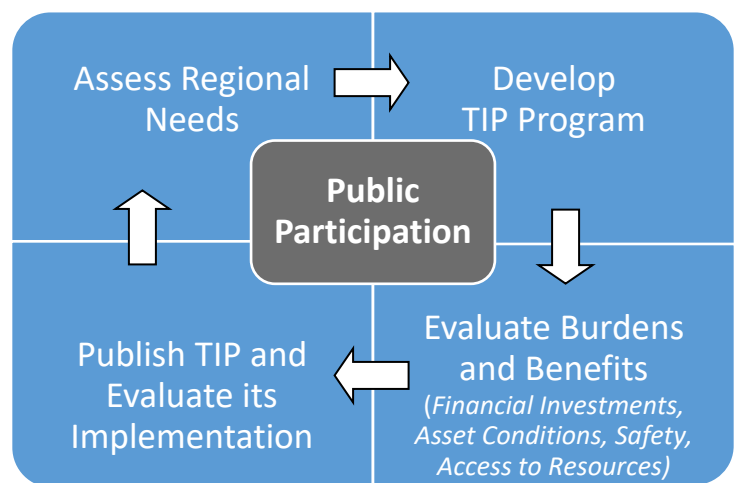 Assess Regional
Needs
Develop
TIP Program
Public
Participation
Publish TIP and
Evaluate its
Implementation
Evaluate Burdens
and Benefits
(Financial Investments,
Asset Conditions, Safety,
Access to Resources)